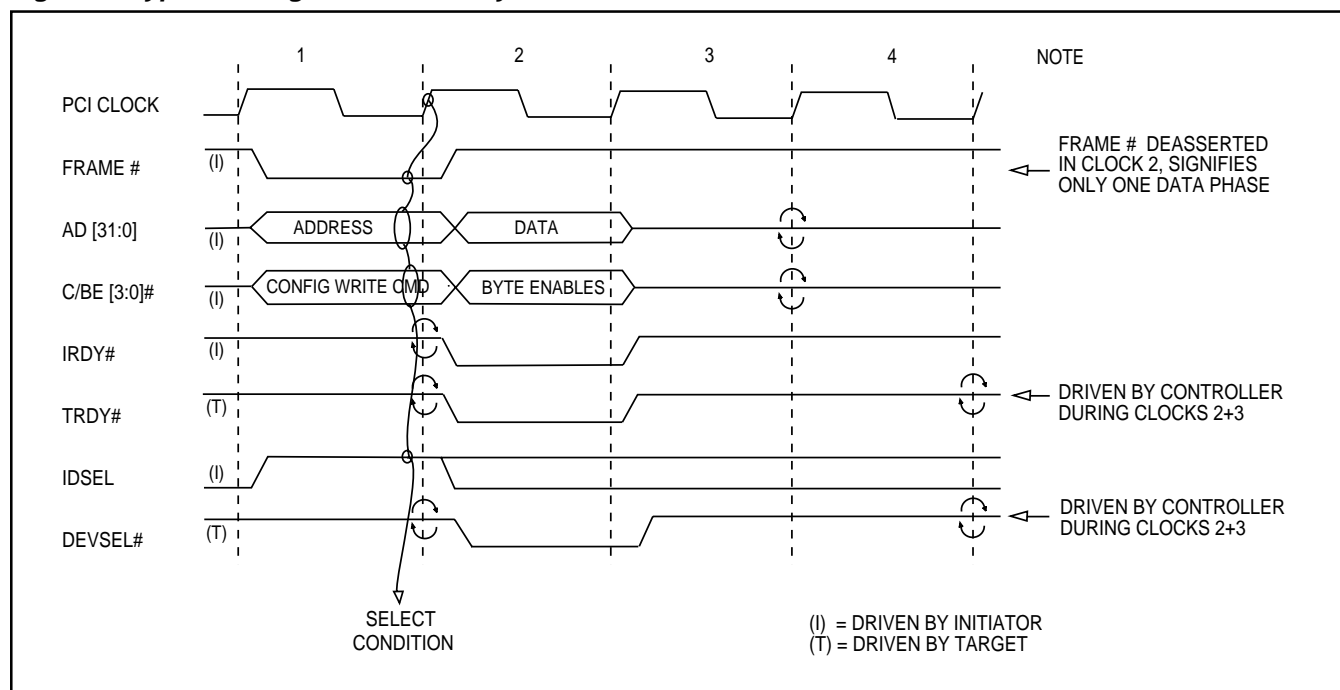 1 2 3 4 NOTE
PCI CLOCK
FRAME # (I)
FRAME # DEASSERTED
IN CLOCK 2, SIGNIFIES
ONLY ONE DATA PHASE
AD [31:0] (I) ADDRESS DATA
C/BE [3:0]# (I) CONFIG WRITE CMD BYTE ENABLES
IRDY# (I)
TRDY# (T)
DRIVEN BY CONTROLLER
DURING CLOCKS 2+3
IDSEL (I)
DEVSEL# (T)
DRIVEN BY CONTROLLER
DURING CLOCKS 2+3
SELECT
CONDITION
(I) = DRIVEN BY INITIATOR
(T) = DRIVEN BY TARGET